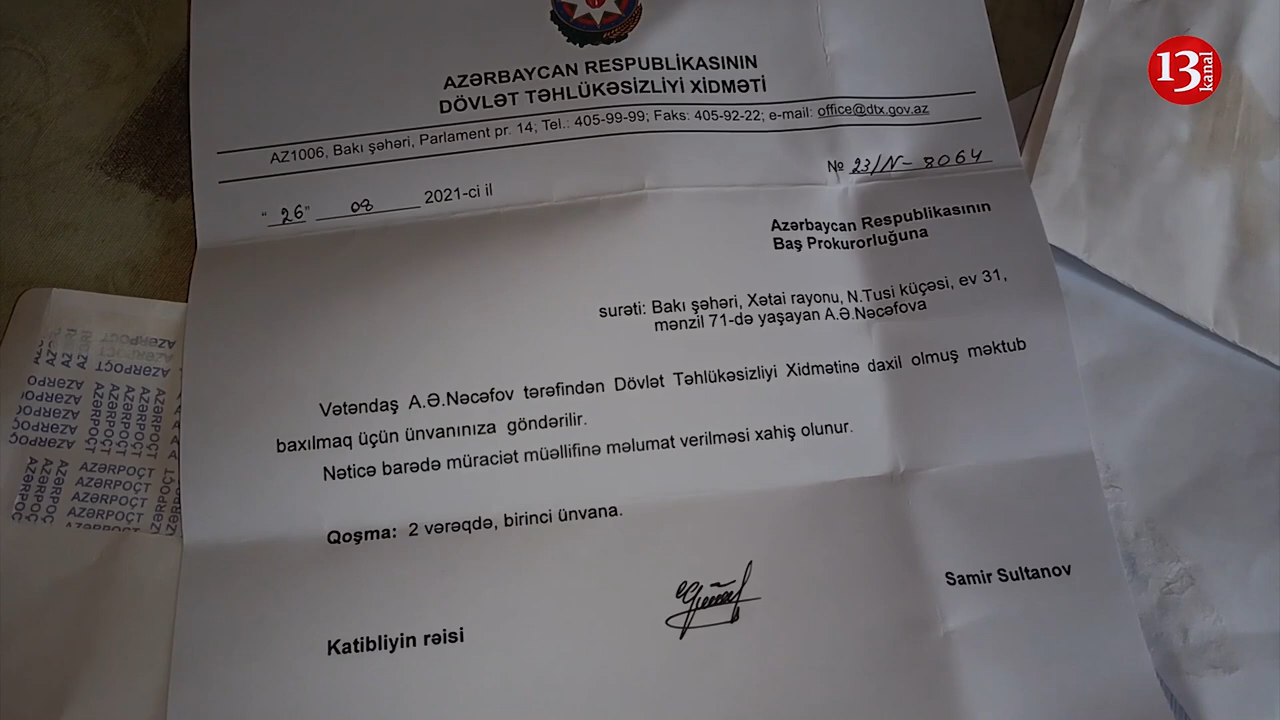 13
kanal
AZƏRBAYCAN RESPUBLİKASININ
DÖVLƏT TƏHLÜKƏSİZLİYİ XİDMƏTİ
AZ1006, Bakı şəhəri, Parlament pr. 14; Tel.: 405-99-99; Faks: 405-92-22; e-mail: office@dtx.gov.az
№ 23/N-8064
"26" 08 2021-ci il
Azərbaycan Respublikasının
Baş Prokurorluğuna
surəti: Bakı şəhəri, Xətai rayonu, N.Tusi küçəsi, ev 31,
mənzil 71-də yaşayan A.Ə.Nəcəfova
Vətəndaş A.Ə.Nəcəfov tərəfindən Dövlət Təhlükəsizliyi Xidmətinə daxil olmuş məktub
baxılmaq üçün ünvanınıza göndərilir.
Nəticə barədə müraciət müəllifinə məlumat verilməsi xahiş olunur.
Qoşma: 2 vərəqdə, birinci ünvana.
Katibliyin rəisi
Samir Sultanov
AZƏRPOÇT
AZƏRPOÇT
AZƏRPOÇT
AZƏRPOÇT